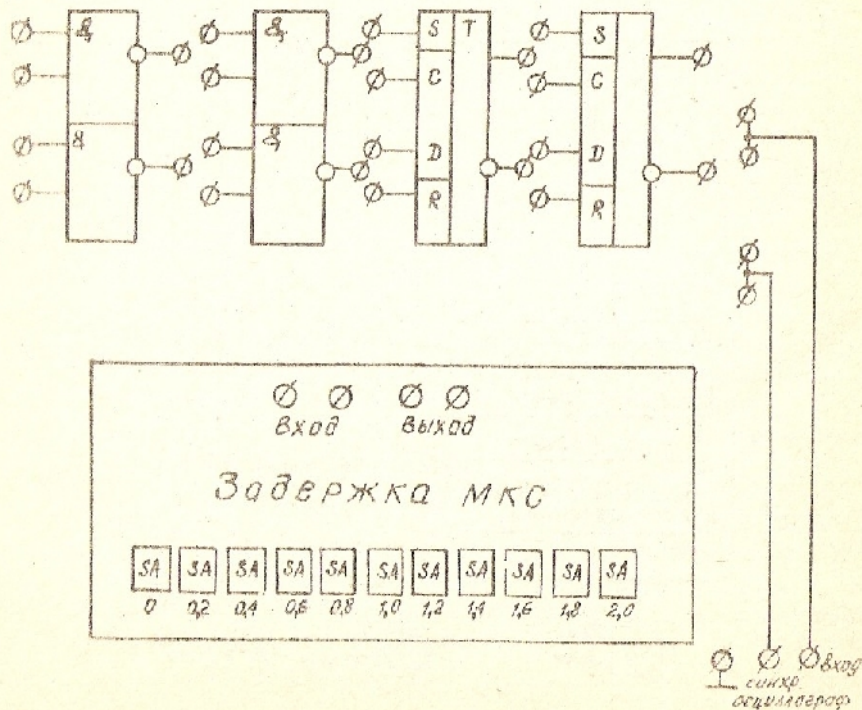 & & S T S
C C
& & D D
R R
Вход Выход
Задержка мкс
SA SA SA SA SA SA SA SA SA SA SA
0 0,2 0,4 0,6 0,8 1,0 1,2 1,4 1,6 1,8 2,0
Вход
синхр.
осциллограф